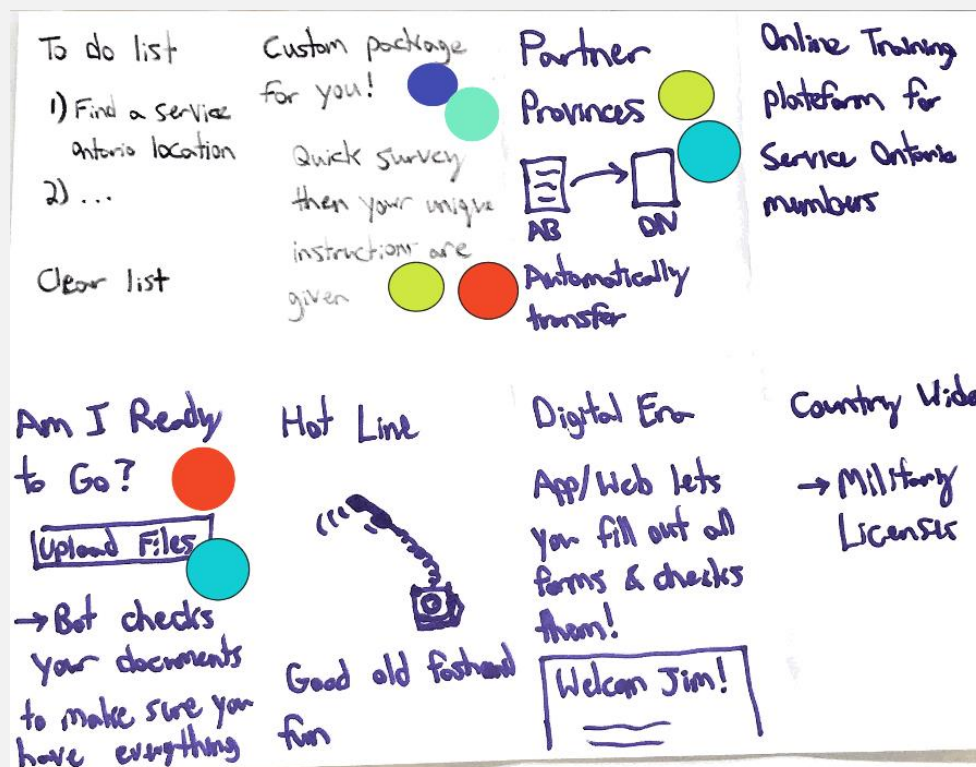 To do list
1) Find a service
ontario location
2) ...
Clear list
Custom package
for you!
Quick survey
then your unique
instructions are
given
Partner
Provinces
AB
ON
Automatically
transfer
Online Training
plateform for
Service Ontario
members
Am I Ready
to Go?
Upload Files
→ Bot checks
your documents
to make sure you
have everything
Hot Line
Good old fashoned
fun
Digital Era
App/Web lets
you fill out all
forms & checks
them!
Welcom Jim!
Country Wide
→ Military
Licenses